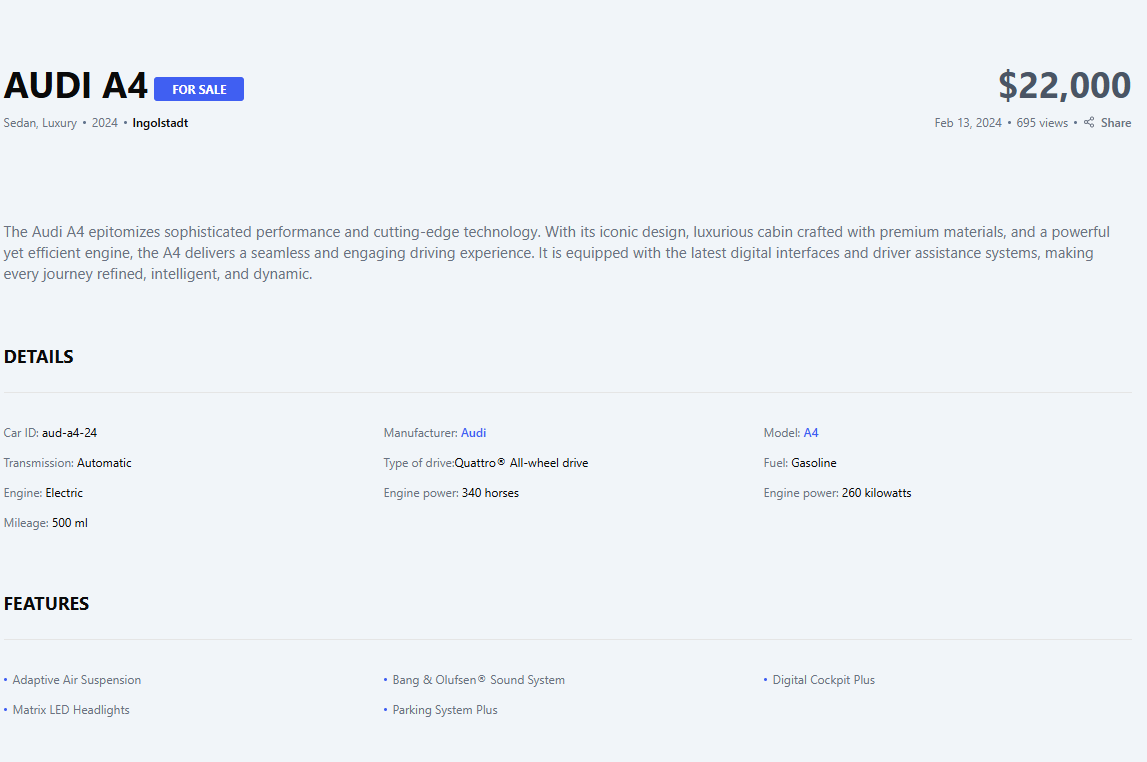 AUDI A4 FOR SALE $22,000
Sedan, Luxury • 2024 • Ingolstadt Feb 13, 2024 • 695 views • Share
The Audi A4 epitomizes sophisticated performance and cutting-edge technology. With its iconic design, luxurious cabin crafted with premium materials, and a powerful
yet efficient engine, the A4 delivers a seamless and engaging driving experience. It is equipped with the latest digital interfaces and driver assistance systems, making
every journey refined, intelligent, and dynamic.
DETAILS
Car ID: aud-a4-24 Manufacturer: Audi Model: A4
Transmission: Automatic Type of drive:Quattro® All-wheel drive Fuel: Gasoline
Engine: Electric Engine power: 340 horses Engine power: 260 kilowatts
Mileage: 500 ml
FEATURES
• Adaptive Air Suspension • Bang & Olufsen® Sound System • Digital Cockpit Plus
• Matrix LED Headlights • Parking System Plus